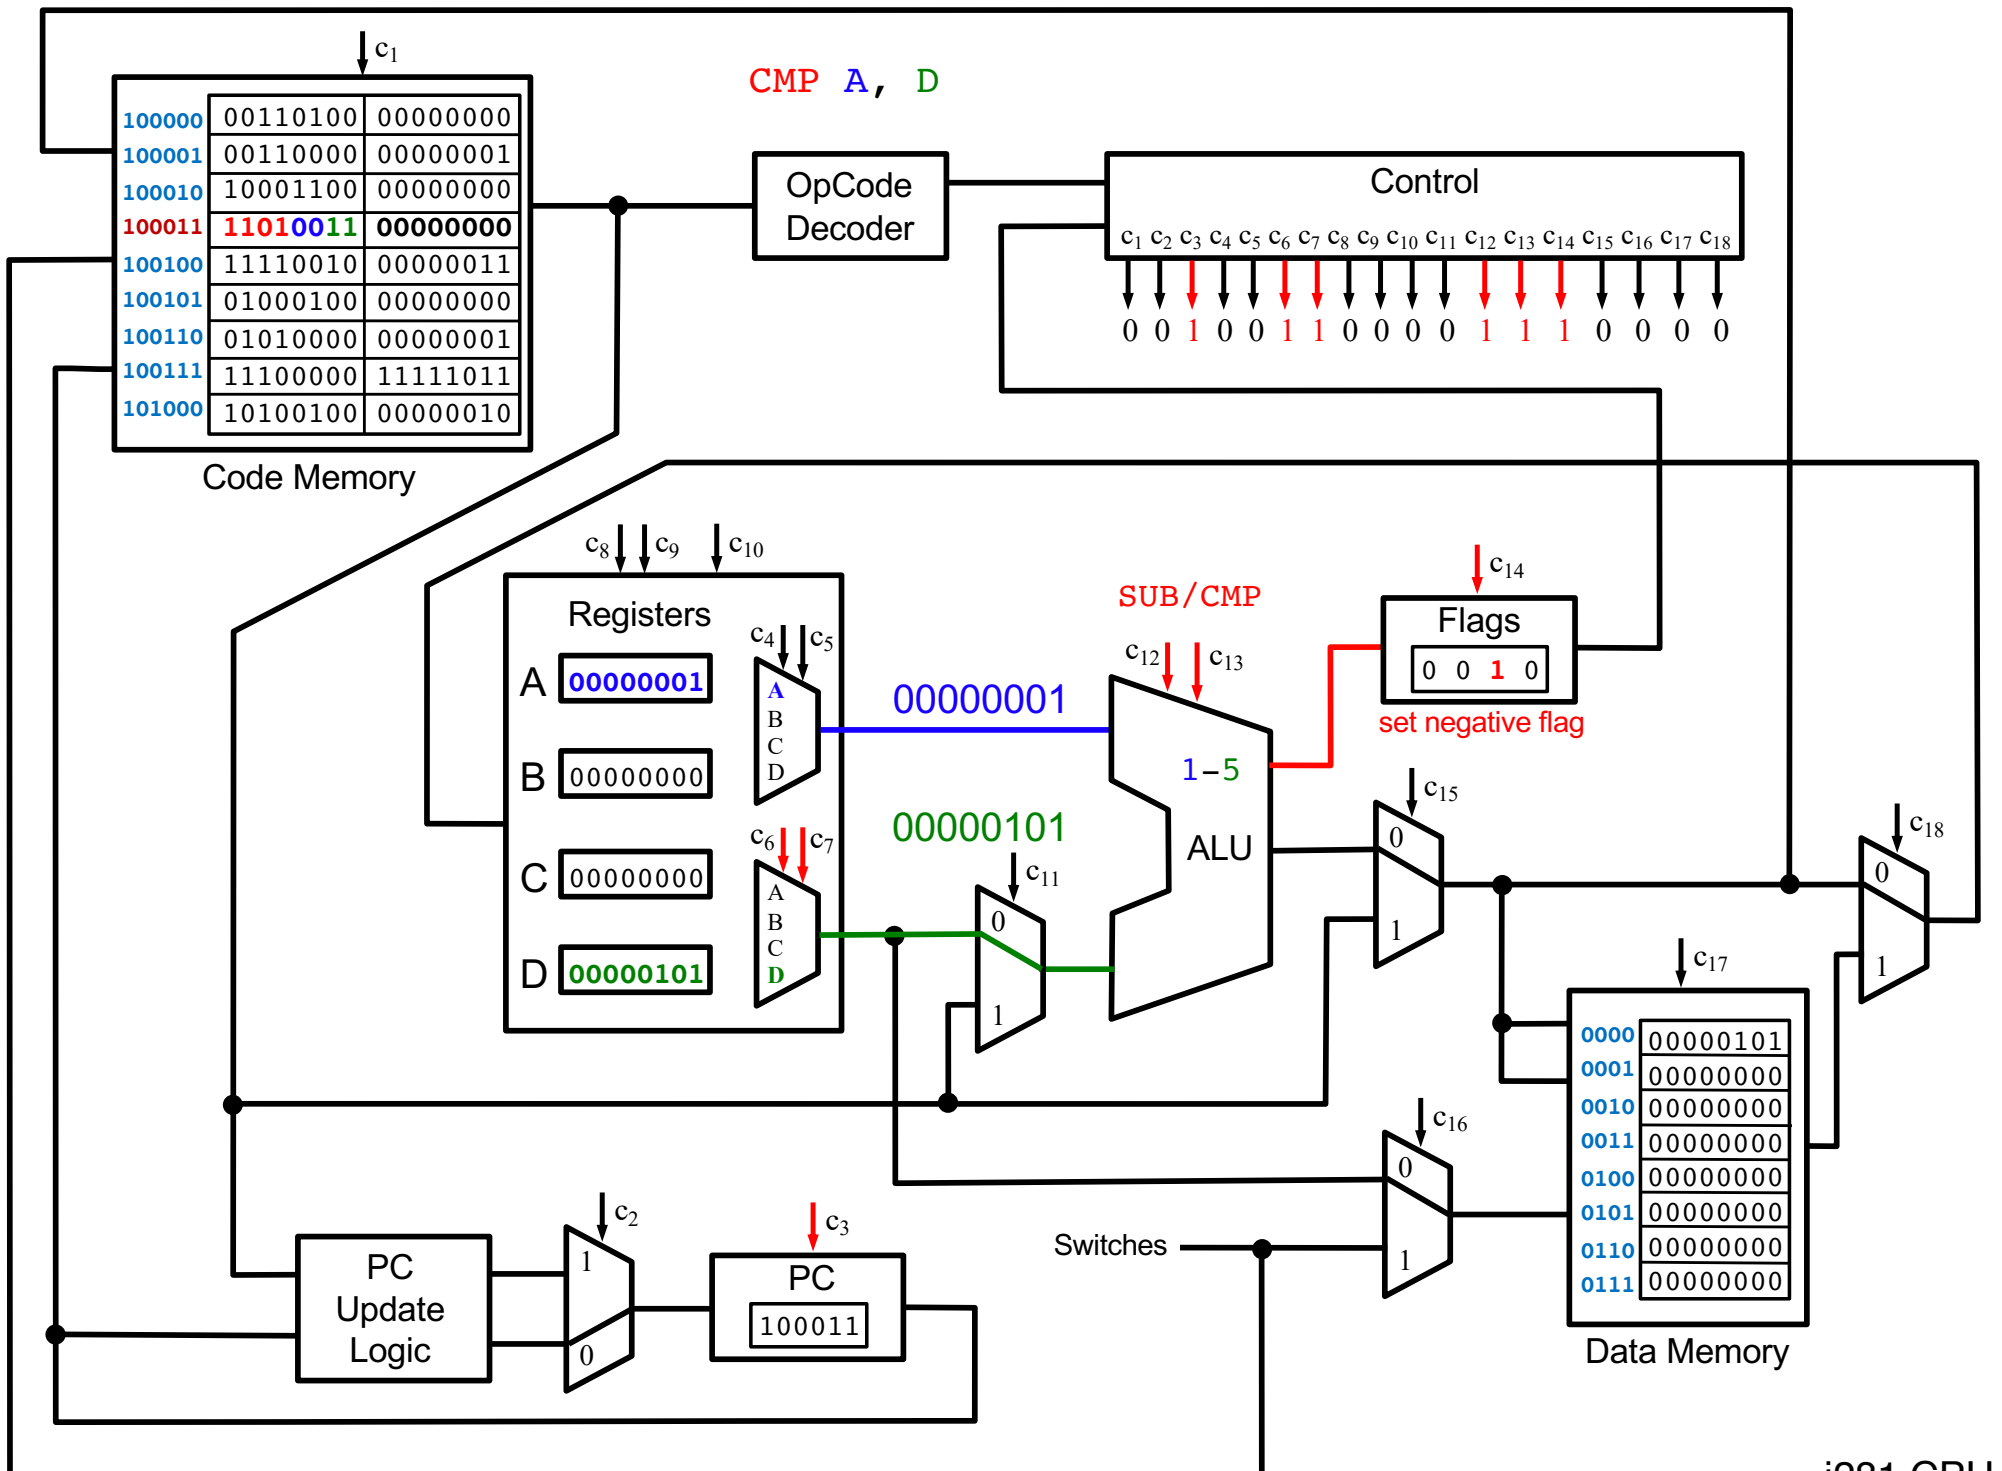 c1
CMP A, D
100000 00110100 00000000
100001 00110000 00000001
100010 10001100 00000000
100011 11010011 00000000
100100 11110010 00000011
100101 01000100 00000000
100110 01010000 00000001
100111 11100000 11111011
101000 10100100 00000010
Code Memory
OpCode
Decoder
Control
c1 c2 c3 c4 c5 c6 c7 c8 c9 c10 c11 c12 c13 c14 c15 c16 c17 c18
0 0 1 0 0 1 1 0 0 0 0 1 1 1 0 0 0 0
c8 c9 c10
Registers
A 00000001
B 00000000
C 00000000
D 00000101
c4 c5
A
B
C
D
c6 c7
A
B
C
D
00000001
00000101
c11
0
1
SUB/CMP
c12 c13
1-5
ALU
c14
Flags
0 0 1 0
set negative flag
c15
0
1
c18
0
1
c17
0000 00000101
0001 00000000
0010 00000000
0011 00000000
0100 00000000
0101 00000000
0110 00000000
0111 00000000
Data Memory
c16
0
1
Switches
PC
Update
Logic
c2
1
0
c3
PC
100011